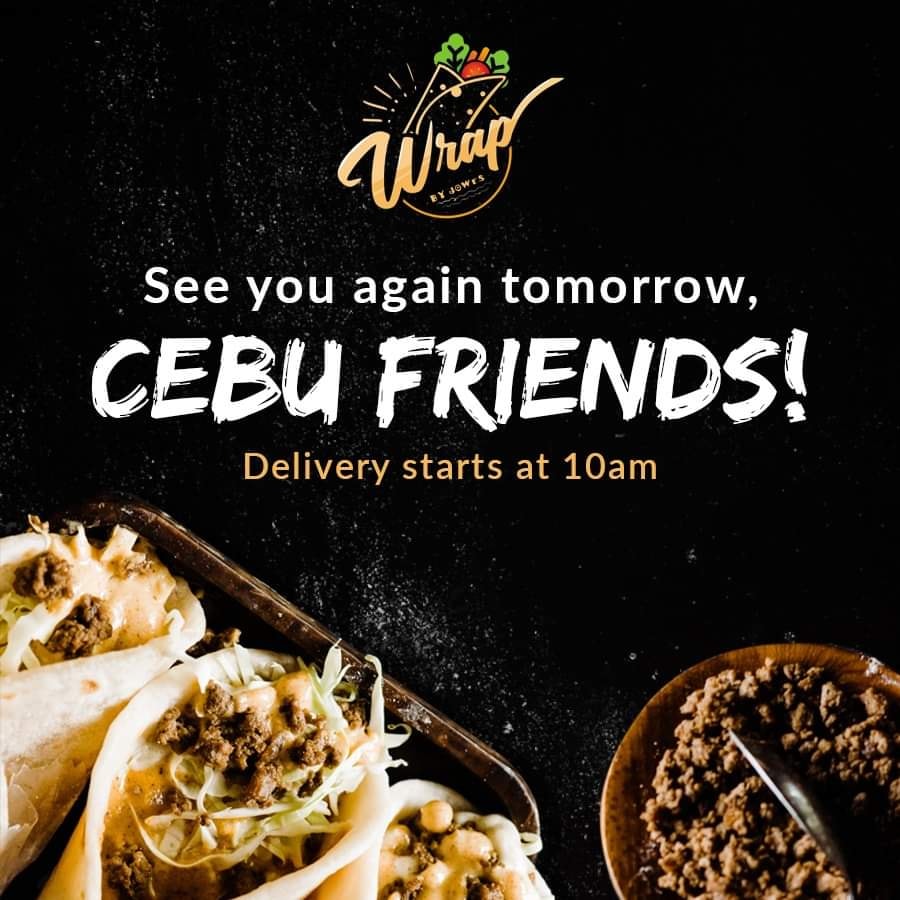 Wrap
BY JOWES
See you again tomorrow,
CEBU FRIENDS!
Delivery starts at 10am